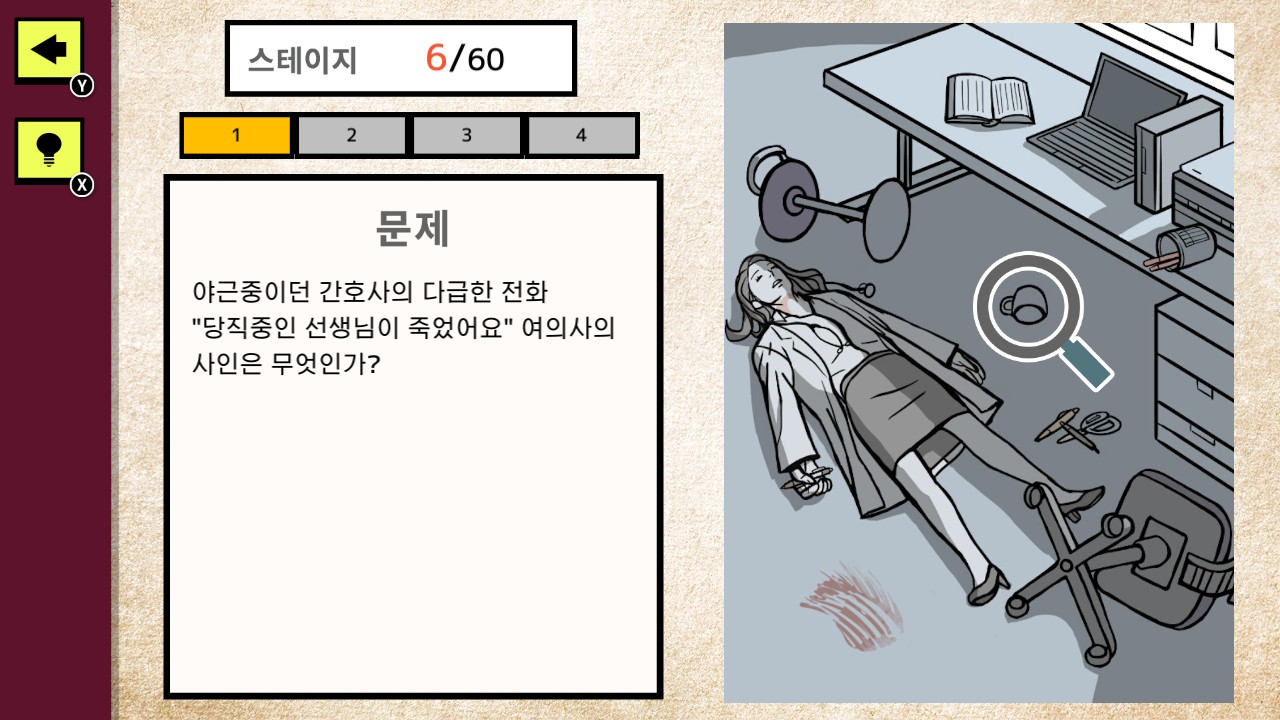 Y
X
스테이지 6/60
1 2 3 4
문제
야근중이던 간호사의 다급한 전화
"당직중인 선생님이 죽었어요" 여의사의
사인은 무엇인가?